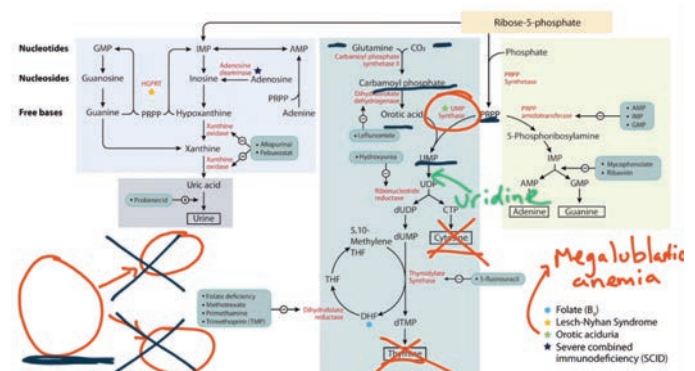 Ribose-5-phosphate
Nucleotides
GMP
IMP
AMP
Nucleosides
Guanosine
HGPRT
Inosine
Adenosine deaminase
Adenosine
Free bases
Guanine
PRPP
Hypoxanthine
PRPP
Adenine
Xanthine oxidase
• Allopurinol
• Febuxostat
Xanthine
Xanthine oxidase
Uric acid
• Probenecid
Urine
Glutamine
CO₂
Carbamoyl phosphate synthetase II
Carbamoyl phosphate
Dihydroorotate dehydrogenase
• Leflunomide
Orotic acid
UMP Synthase
PRPP
• Hydroxyurea
UMP
Ribonucleotide reductase
UDP
Uridine
dUDP
CTP
Cytosine
5,10-Methylene THF
dUMP
THF
Thymidylate Synthase
• 5-fluorouracil
DHF
Dihydrofolate reductase
• Folate deficiency
• Methotrexate
• Primethamine
• Trimethoprim (TMP)
dTMP
Thymine
Phosphate
PRPP Synthetase
PRPP amidotransferase
• AMP
• IMP
• GMP
5-Phosphoribosylamine
IMP
• Mycophenolate
• Ribavirin
AMP
GMP
Adenine
Guanine
Megalublastic
anemia
Lesch-Nyhan Syndrome
Orotic aciduria
Severe combined
immunodeficiency (SCID)